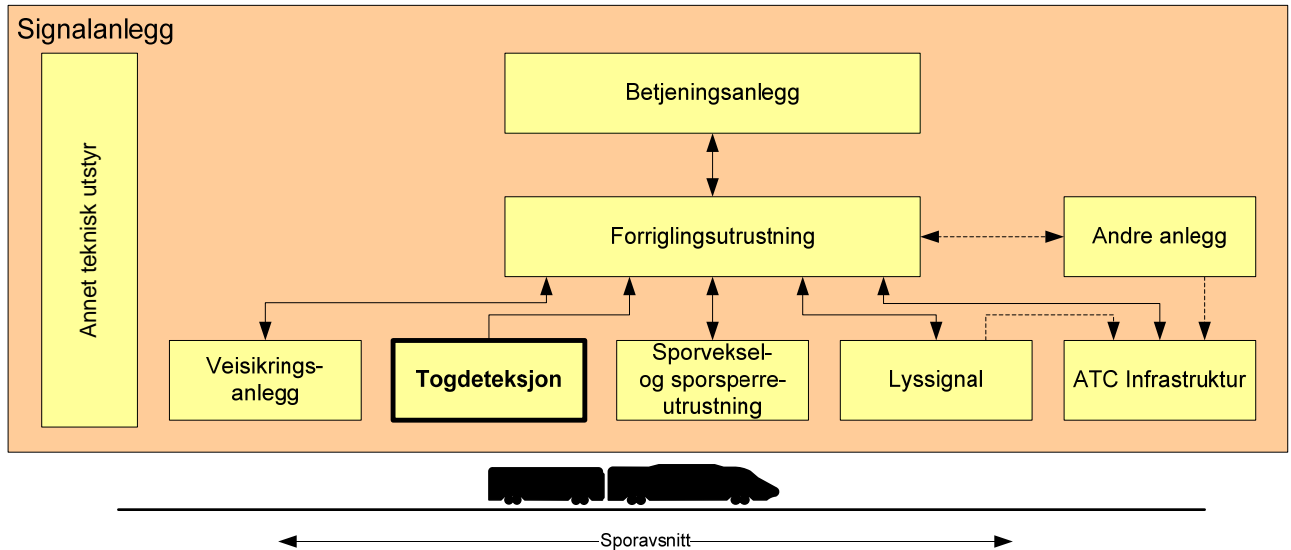 Signalanlegg
Annet teknisk utstyr
Betjeningsanlegg
Forriglingsutrustning
Andre anlegg
Veisikrings-
anlegg
Togdeteksjon
Sporveksel-
og sporsperre-
utrustning
Lyssignal
ATC Infrastruktur
Sporavsnitt